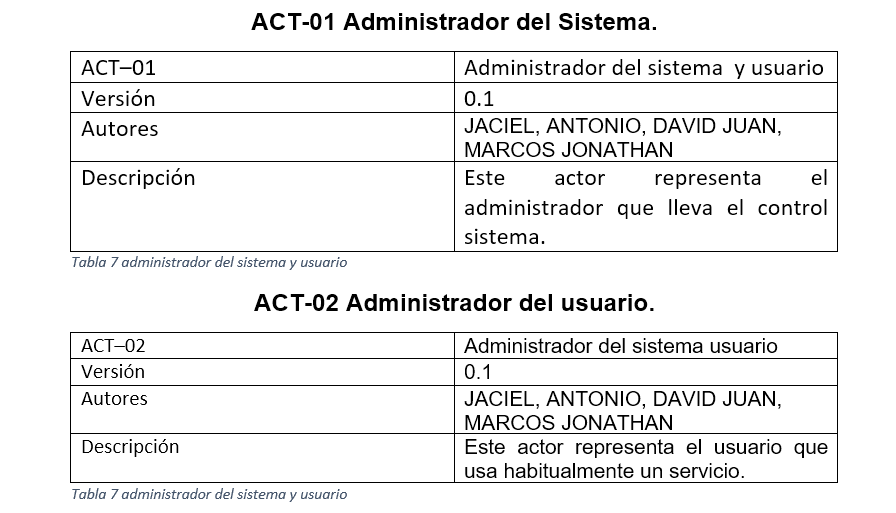 ACT-01 Administrador del Sistema.
ACT–01 Administrador del sistema y usuario
Versión 0.1
Autores JACIEL, ANTONIO, DAVID JUAN,
MARCOS JONATHAN
Descripción Este actor representa el
administrador que lleva el control
sistema.
Tabla 7 administrador del sistema y usuario
ACT-02 Administrador del usuario.
ACT–02 Administrador del sistema usuario
Versión 0.1
Autores JACIEL, ANTONIO, DAVID JUAN,
MARCOS JONATHAN
Descripción Este actor representa el usuario que
usa habitualmente un servicio.
Tabla 7 administrador del sistema y usuario